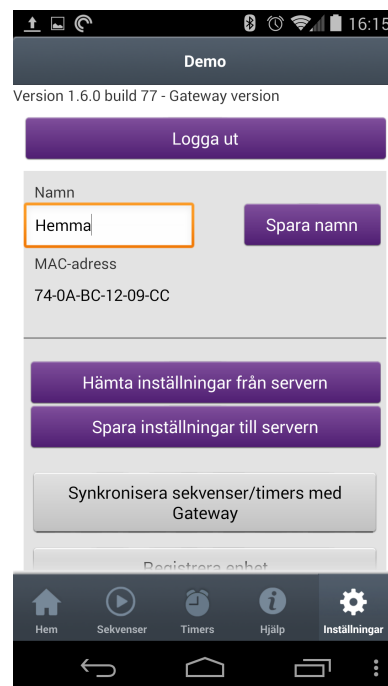 16:15
Demo
Version 1.6.0 build 77 - Gateway version
Logga ut
Namn
Hemma
Spara namn
MAC-adress
74-0A-BC-12-09-CC
Hämta inställningar från servern
Spara inställningar till servern
Synkronisera sekvenser/timers med
Gateway
Registrera enhet
Hem
Sekvenser
Timers
Hjälp
Inställningar